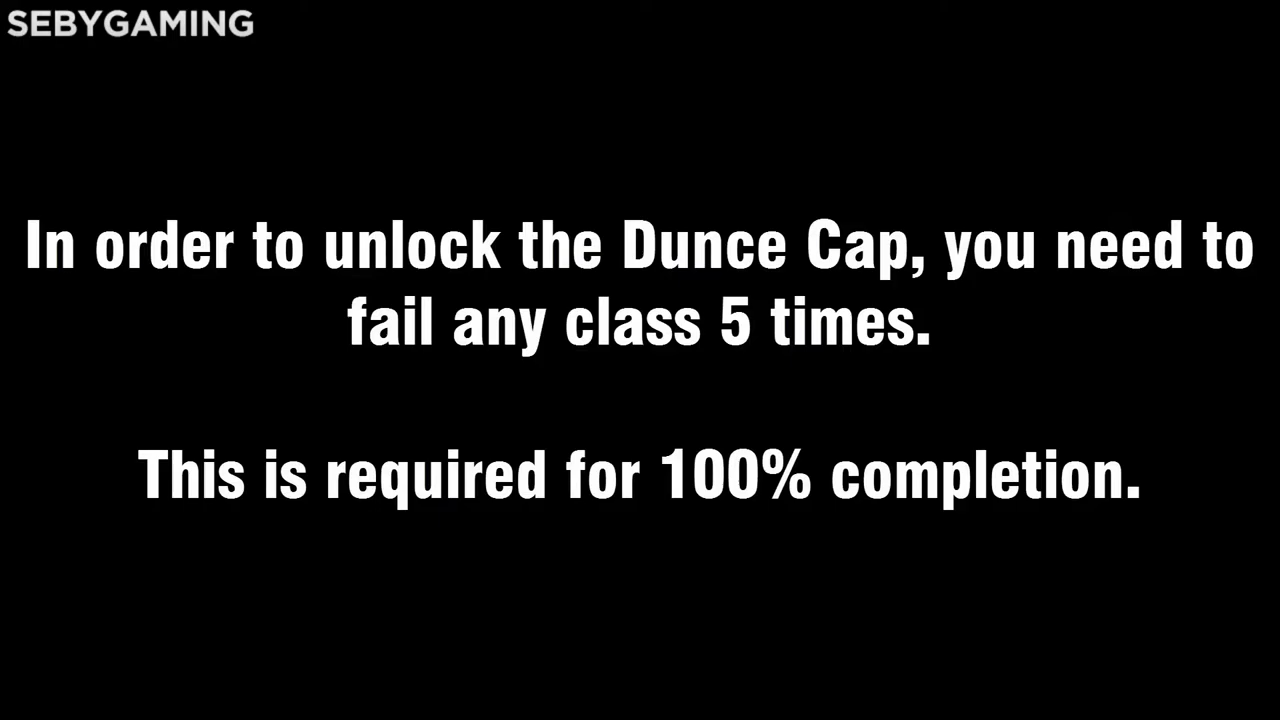 SEBYGAMING
In order to unlock the Dunce Cap, you need to
fail any class 5 times.
This is required for 100% completion.